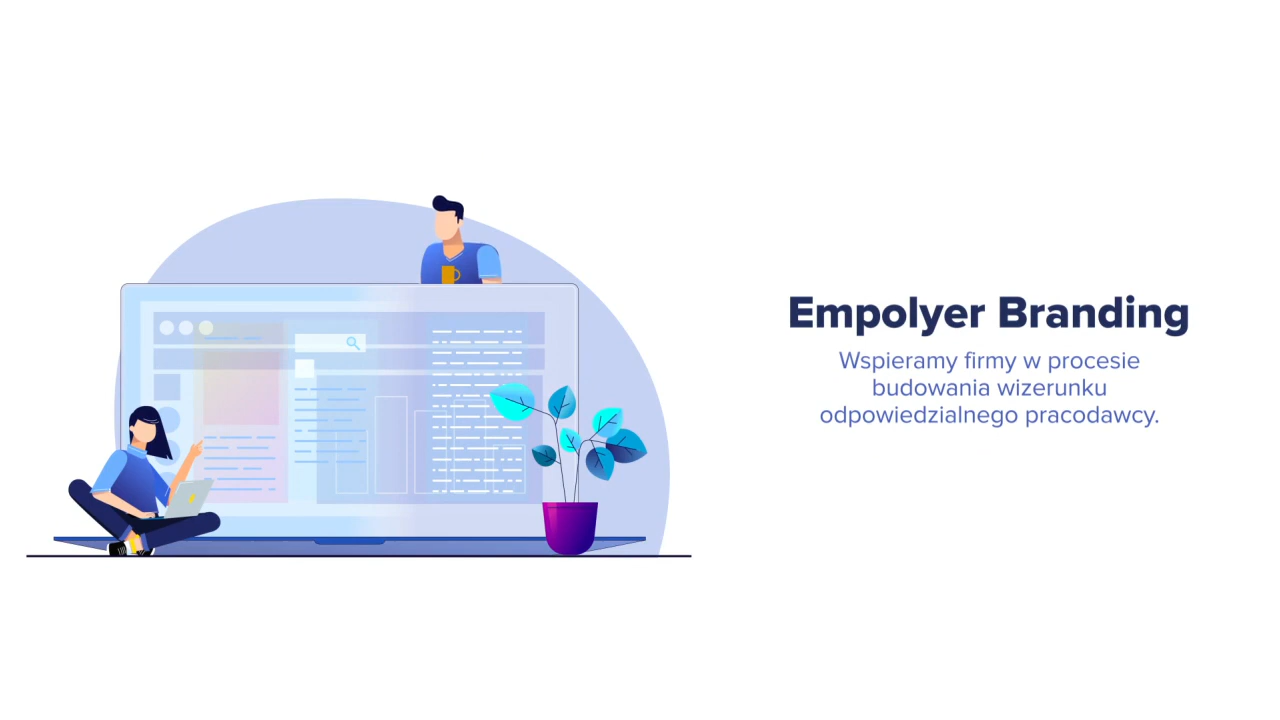 Empolyer Branding
Wspieramy firmy w procesie
budowania wizerunku
odpowiedzialnego pracodawcy.